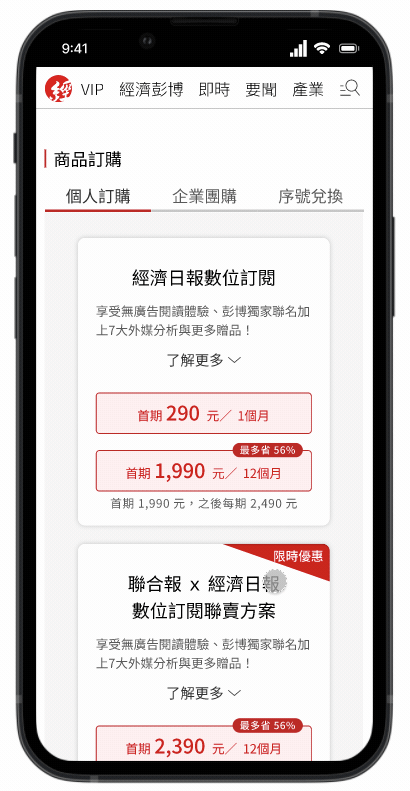 9:41
經 VIP 經濟彭博 即時 要聞 產業
商品訂購
個人訂購 企業團購 序號兌換
經濟日報數位訂閱
享受無廣告閱讀體驗、彭博獨家聯名加
上7大外媒分析與更多贈品！
了解更多
首期 290 元／ 1個月
最多省 56%
首期 1,990 元／ 12個月
首期 1,990 元，之後每期 2,490 元
限時優惠
聯合報 x 經濟日報
數位訂閱聯賣方案
享受無廣告閱讀體驗、彭博獨家聯名加
上7大外媒分析與更多贈品！
了解更多
最多省 56%
首期 2,390 元／ 12個月